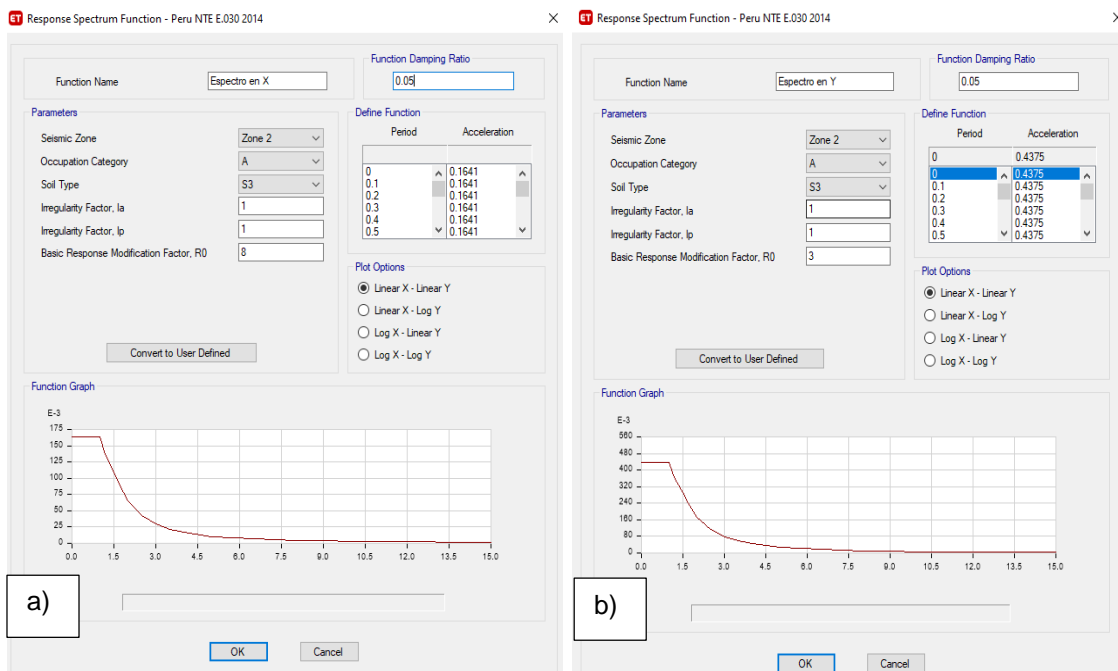 ET Response Spectrum Function - Peru NTE E.030 2014
Function Name
Espectro en X
Function Damping Ratio
0.05
Parameters
Seismic Zone
Zone 2
Occupation Category
A
Soil Type
S3
Irregularity Factor, Ia
1
Irregularity Factor, Ip
1
Basic Response Modification Factor, R0
8
Convert to User Defined
Define Function
Period Acceleration
0 0.1641
0.1 0.1641
0.2 0.1641
0.3 0.1641
0.4 0.1641
0.5 0.1641
Plot Options
Linear X - Linear Y
Linear X - Log Y
Log X - Linear Y
Log X - Log Y
Function Graph
E-3
175
150
125
100
75
50
25
0
0.0 1.5 3.0 4.5 6.0 7.5 9.0 10.5 12.0 13.5 15.0
a)
OK
Cancel
ET Response Spectrum Function - Peru NTE E.030 2014
Function Name
Espectro en Y
Function Damping Ratio
0.05
Parameters
Seismic Zone
Zone 2
Occupation Category
A
Soil Type
S3
Irregularity Factor, Ia
1
Irregularity Factor, Ip
1
Basic Response Modification Factor, R0
3
Convert to User Defined
Define Function
Period Acceleration
0 0.4375
0 0.4375
0.1 0.4375
0.2 0.4375
0.3 0.4375
0.4 0.4375
0.5 0.4375
Plot Options
Linear X - Linear Y
Linear X - Log Y
Log X - Linear Y
Log X - Log Y
Function Graph
E-3
560
480
400
320
240
160
80
0
0.0 1.5 3.0 4.5 6.0 7.5 9.0 10.5 12.0 13.5 15.0
b)
OK
Cancel